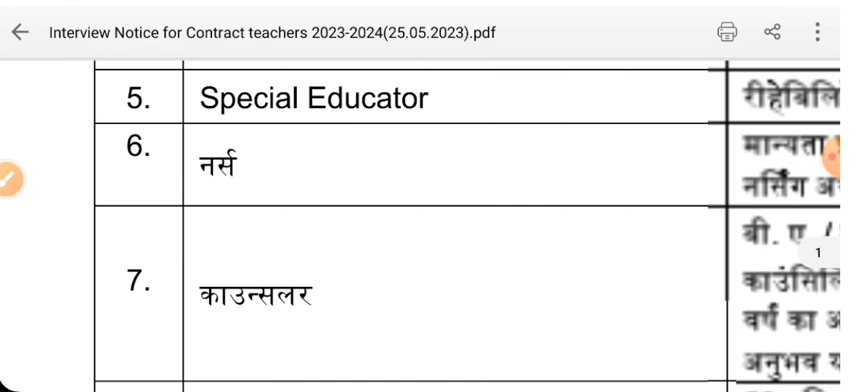 Interview Notice for Contract teachers 2023-2024(25.05.2023).pdf
5. Special Educator
6. नर्स मान्यता
नर्सिंग
बी. ए /
1
7. काउन्सलर
वर्ष का
अनुभव